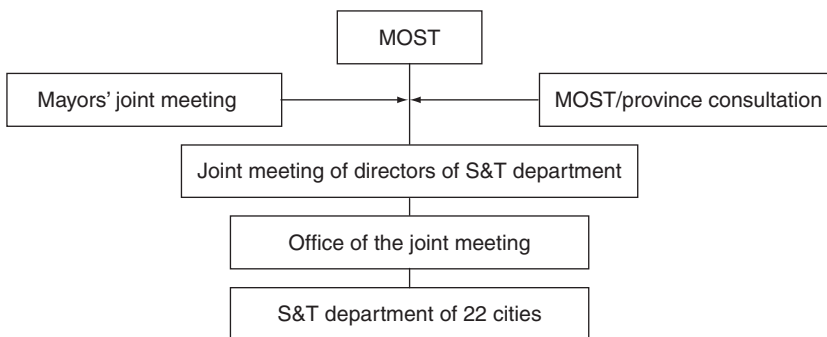 MOST
Mayors’ joint meeting
MOST/province consultation
Joint meeting of directors of S&T department
Office of the joint meeting
S&T department of 22 cities